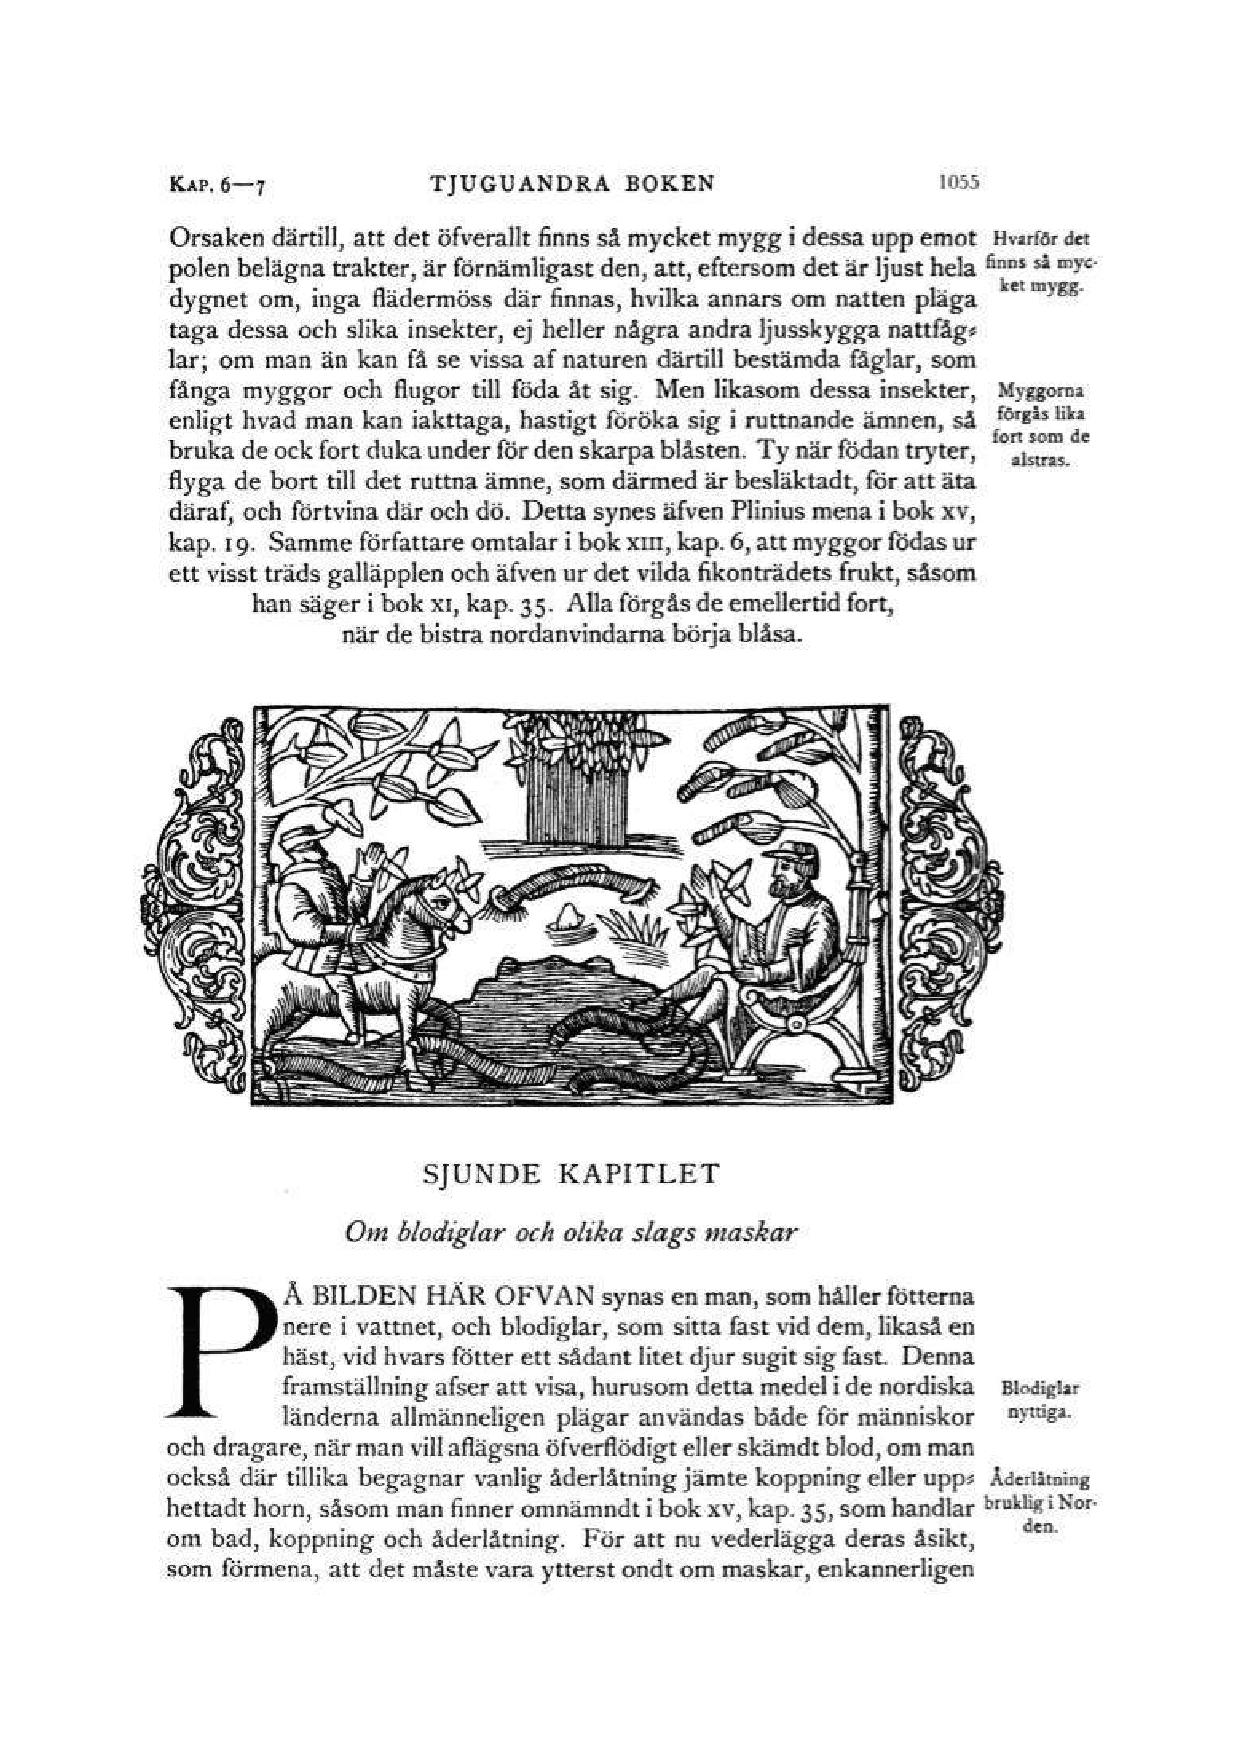 KAP. 6—7 TJUGUANDRA BOKEN 1055
Orsaken därtill, att det öfverallt finns så mycket mygg i dessa upp emot
polen belägna trakter, är förnämligast den, att, eftersom det är ljust hela
dygnet om, inga flädermöss där finnas, hvilka annars om natten pläga
taga dessa och slika insekter, ej heller några andra ljusskygga nattfåg⸗
lar; om man än kan få se vissa af naturen därtill bestämda fåglar, som
fånga myggor och flugor till föda åt sig. Men likasom dessa insekter,
enligt hvad man kan iakttaga, hastigt föröka sig i ruttnande ämnen, så
bruka de ock fort duka under för den skarpa blåsten. Ty när födan tryter,
flyga de bort till det ruttna ämne, som därmed är besläktadt, för att äta
däraf, och förtvina där och dö. Detta synes äfven Plinius mena i bok XV,
kap. 19. Samme författare omtalar i bok XIII, kap. 6, att myggor födas ur
ett visst träds galläpplen och äfven ur det vilda fikonträdets frukt, såsom
han säger i bok XI, kap. 35. Alla förgås de emellertid fort,
när de bistra nordanvindarna börja blåsa.
Hvarför det
finns så myc-
ket mygg.
Myggorna
förgås lika
fort som de
alstras.
SJUNDE KAPITLET
Om blodiglar och olika slags maskar
PÅ BILDEN HÄR OFVAN synas en man, som håller fötterna
nere i vattnet, och blodiglar, som sitta fast vid dem, likaså en
häst, vid hvars fötter ett sådant litet djur sugit sig fast. Denna
framställning afser att visa, hurusom detta medel i de nordiska
länderna allmänneligen plägar användas både för människor
och dragare, när man vill aflägsna öfverflödigt eller skämdt blod, om man
också där tillika begagnar vanlig åderlåtning jämte koppning eller upp⸗
hettadt horn, såsom man finner omnämndt i bok XV, kap. 35, som handlar
om bad, koppning och åderlåtning. För att nu vederlägga deras åsikt,
som förmena, att det måste vara ytterst ondt om maskar, enkannerligen
Blodiglar
nyttiga.
Åderlåtning
bruklig i Nor-
den.